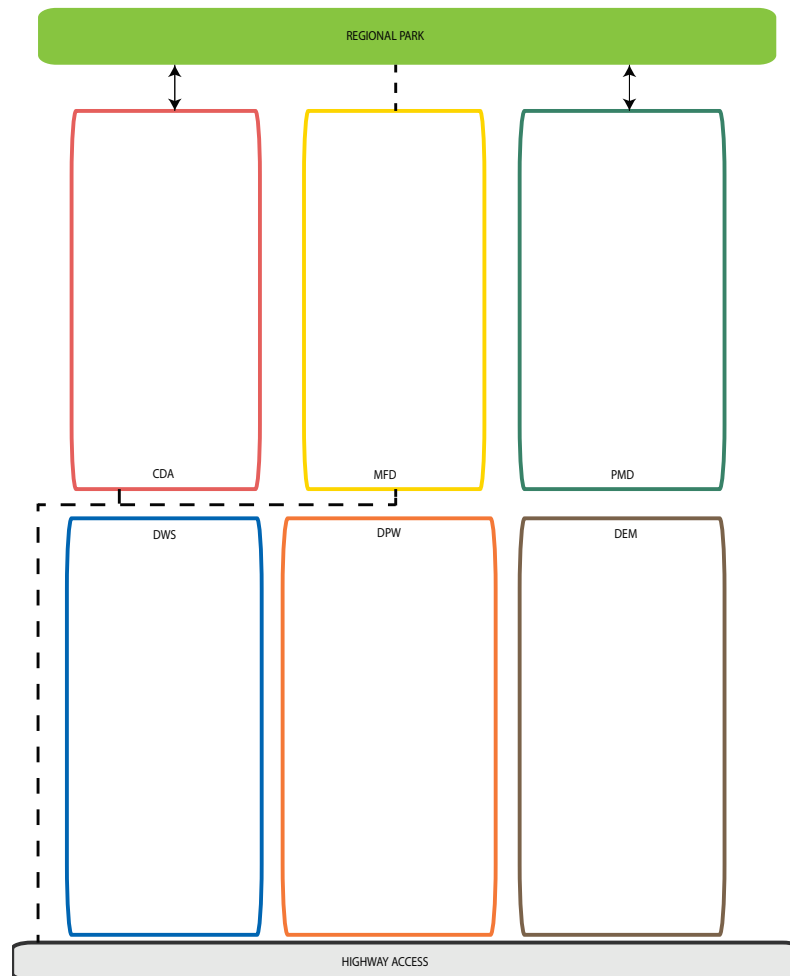 REGIONAL PARK
CDA
MFD
PMD
DWS
DPW
DEM
HIGHWAY ACCESS